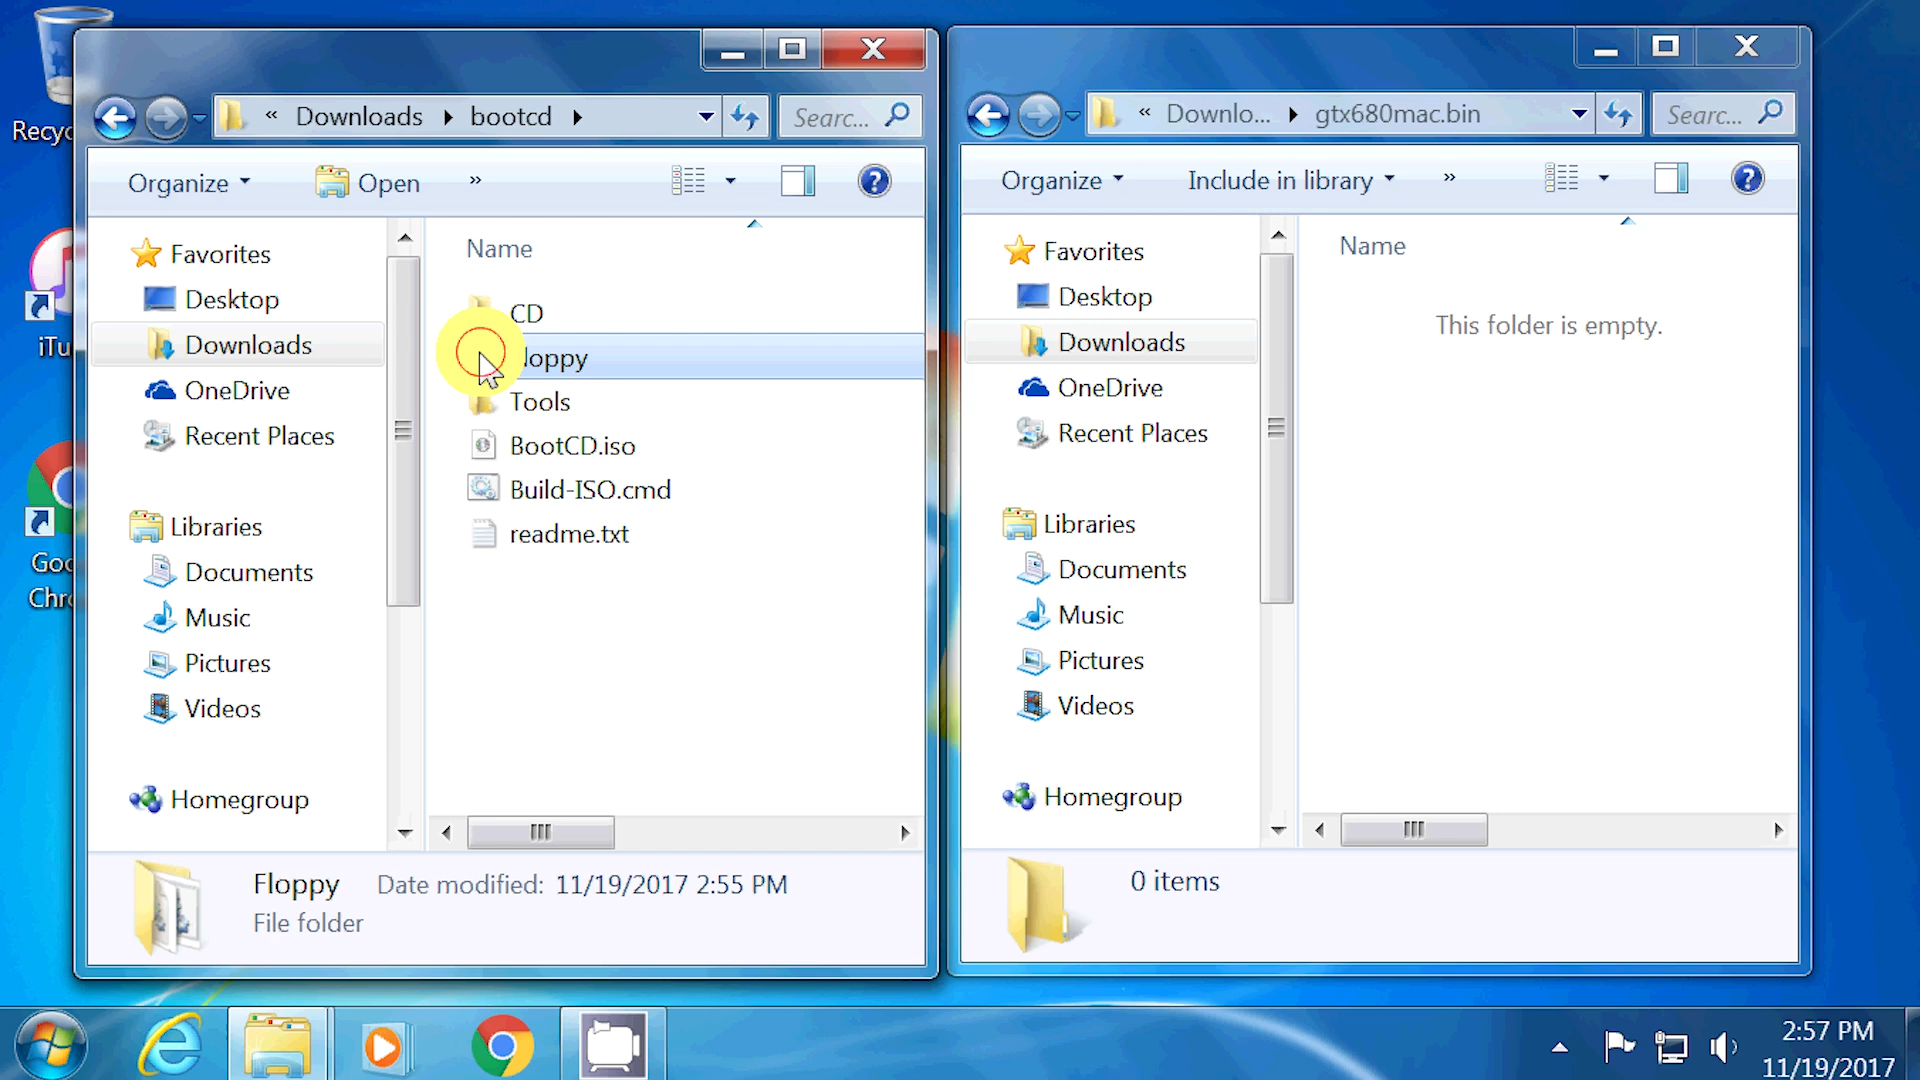 Recyc
iTu
Goo
Chro
« Downloads bootcd
Searc...
Organize
Open
»
Favorites
Desktop
Downloads
OneDrive
Recent Places
Libraries
Documents
Music
Pictures
Videos
Homegroup
Name
CD
loppy
Tools
BootCD.iso
Build-ISO.cmd
readme.txt
Floppy Date modified: 11/19/2017 2:55 PM
File folder
« Downlo... gtx680mac.bin
Searc...
Organize
Include in library
»
Favorites
Desktop
Downloads
OneDrive
Recent Places
Libraries
Documents
Music
Pictures
Videos
Homegroup
Name
This folder is empty.
0 items
2:57 PM
11/19/2017